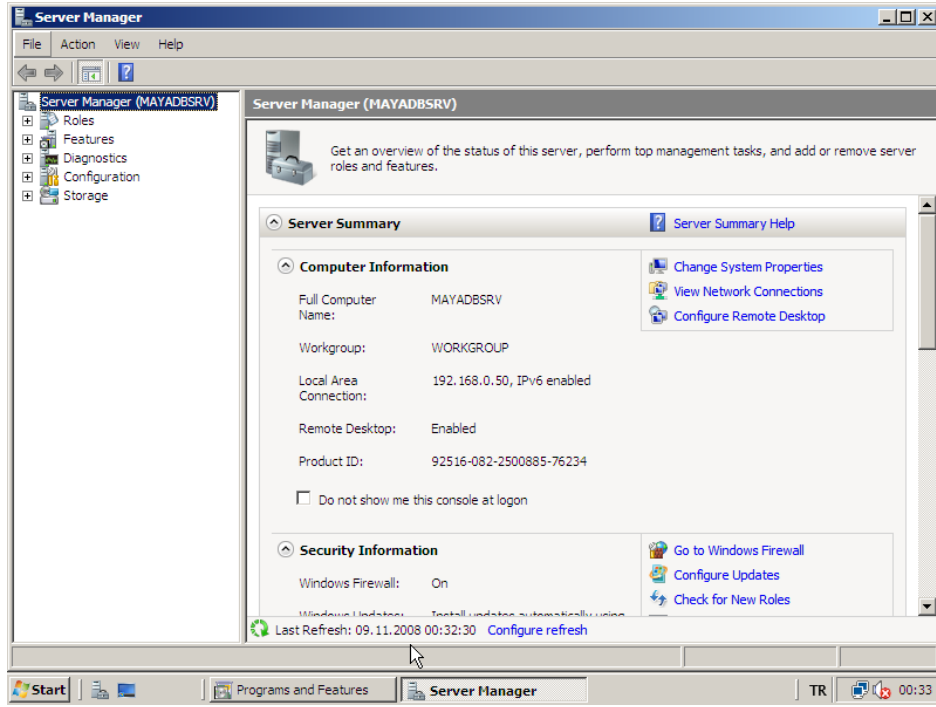 Server Manager
File Action View Help
Server Manager (MAYADBSRV)
Roles
Features
Diagnostics
Configuration
Storage
Server Manager (MAYADBSRV)
Get an overview of the status of this server, perform top management tasks, and add or remove server
roles and features.
Server Summary
Server Summary Help
Computer Information
Full Computer
Name:
MAYADBSRV
Workgroup:
WORKGROUP
Local Area
Connection:
192.168.0.50, IPv6 enabled
Remote Desktop:
Enabled
Product ID:
92516-082-2500885-76234
Do not show me this console at logon
Change System Properties
View Network Connections
Configure Remote Desktop
Security Information
Windows Firewall:
On
Windows Updates:
Install updates automatically using
Go to Windows Firewall
Configure Updates
Check for New Roles
Last Refresh: 09.11.2008 00:32:30 Configure refresh
Start
Programs and Features
Server Manager
TR
00:33